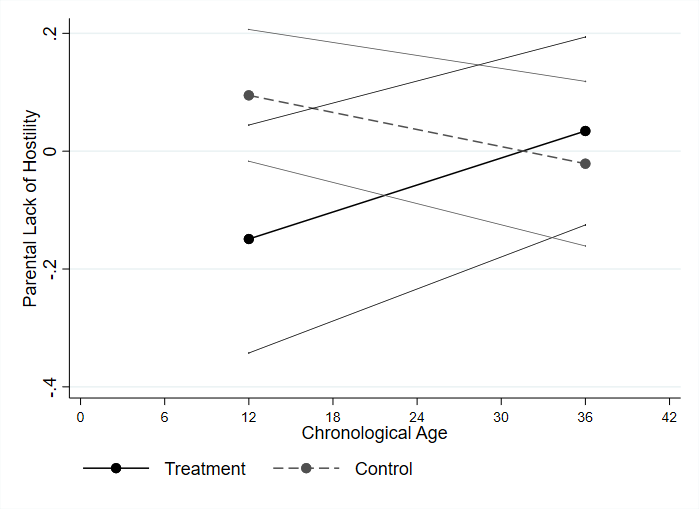 Parental Lack of Hostility
.2
0
-.2
-.4
0 6 12 18 24 30 36 42
Chronological Age
Treatment Control